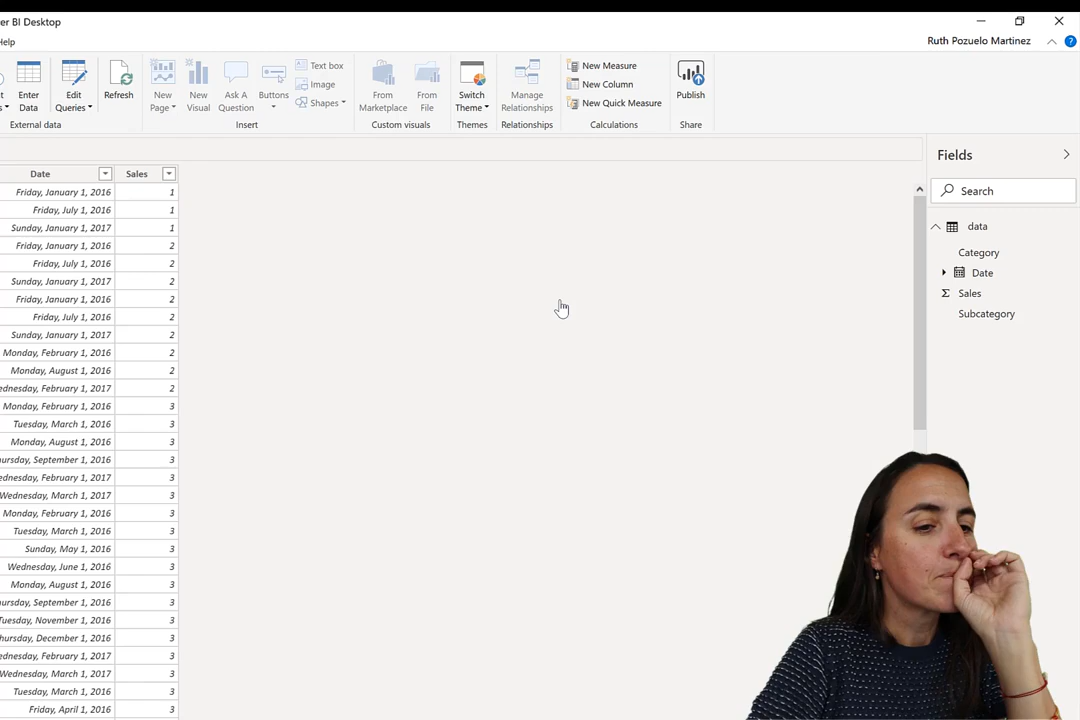 er BI Desktop
Help
Ruth Pozuelo Martinez
?
Enter Data
Edit Queries
Refresh
New Page
New Visual
Ask A Question
Buttons
Text box
Image
Shapes
From Marketplace
From File
Switch Theme
Manage Relationships
New Measure
New Column
New Quick Measure
Publish
External data
Insert
Custom visuals
Themes
Relationships
Calculations
Share
Fields
Search
data
Category
Date
Sales
Subcategory
Date Sales
Friday, January 1, 2016 1
Friday, July 1, 2016 1
Sunday, January 1, 2017 1
Friday, January 1, 2016 2
Friday, July 1, 2016 2
Sunday, January 1, 2017 2
Friday, January 1, 2016 2
Friday, July 1, 2016 2
Sunday, January 1, 2017 2
Monday, February 1, 2016 2
Monday, August 1, 2016 2
ednesday, February 1, 2017 2
Monday, February 1, 2016 3
Tuesday, March 1, 2016 3
Monday, August 1, 2016 3
hursday, September 1, 2016 3
ednesday, February 1, 2017 3
Wednesday, March 1, 2017 3
Monday, February 1, 2016 3
Tuesday, March 1, 2016 3
Sunday, May 1, 2016 3
Wednesday, June 1, 2016 3
Monday, August 1, 2016 3
hursday, September 1, 2016 3
Tuesday, November 1, 2016 3
hursday, December 1, 2016 3
ednesday, February 1, 2017 3
Wednesday, March 1, 2017 3
Tuesday, March 1, 2016 3
Friday, April 1, 2016 3